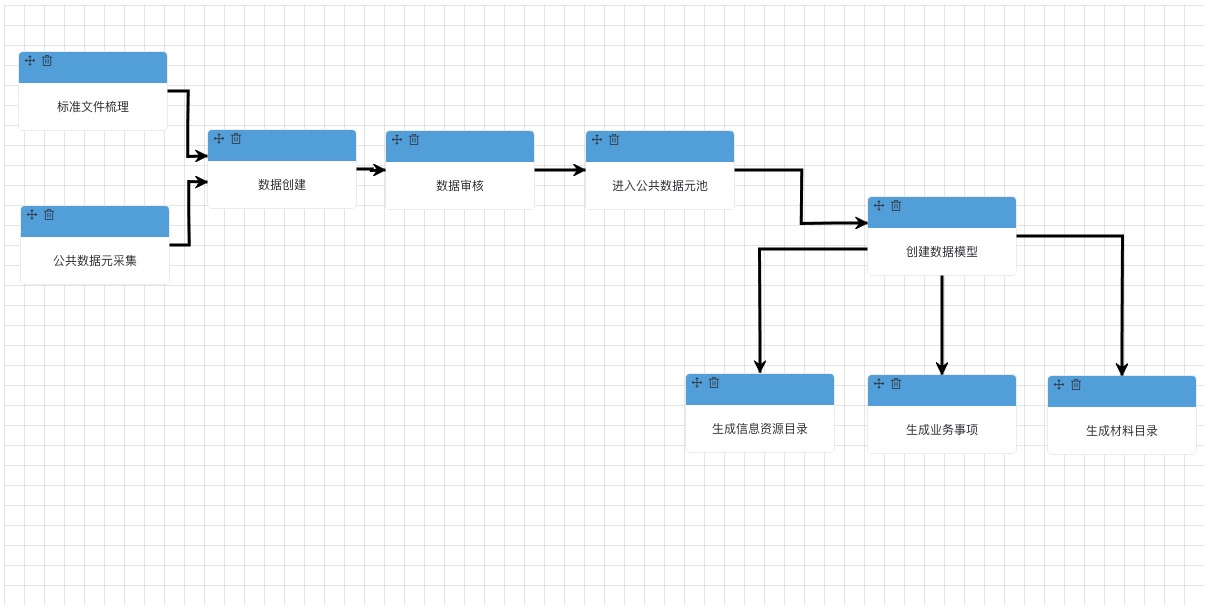 标准文件梳理
公共数据元采集
数据创建
数据审核
进入公共数据元池
创建数据模型
生成信息资源目录
生成业务事项
生成材料目录